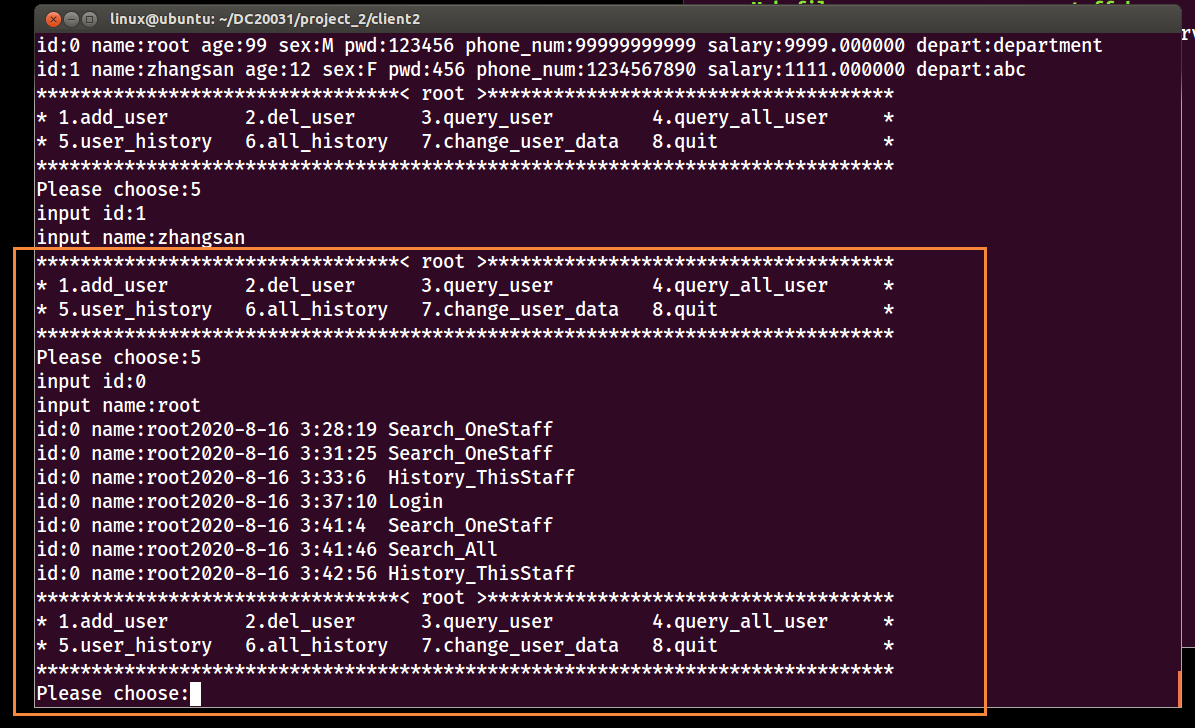 linux@ubuntu: ~/DC20031/project_2/client2
id:0 name:root age:99 sex:M pwd:123456 phone_num:99999999999 salary:9999.000000 depart:department
id:1 name:zhangsan age:12 sex:F pwd:456 phone_num:1234567890 salary:1111.000000 depart:abc
*********************************< root >*************************************
* 1.add_user       2.del_user      3.query_user         4.query_all_user     *
* 5.user_history   6.all_history   7.change_user_data   8.quit               *
******************************************************************************
Please choose:5
input id:1
input name:zhangsan
*********************************< root >*************************************
* 1.add_user       2.del_user      3.query_user         4.query_all_user     *
* 5.user_history   6.all_history   7.change_user_data   8.quit               *
******************************************************************************
Please choose:5
input id:0
input name:root
id:0 name:root2020-8-16 3:28:19 Search_OneStaff
id:0 name:root2020-8-16 3:31:25 Search_OneStaff
id:0 name:root2020-8-16 3:33:6  History_ThisStaff
id:0 name:root2020-8-16 3:37:10 Login
id:0 name:root2020-8-16 3:41:4  Search_OneStaff
id:0 name:root2020-8-16 3:41:46 Search_All
id:0 name:root2020-8-16 3:42:56 History_ThisStaff
*********************************< root >*************************************
* 1.add_user       2.del_user      3.query_user         4.query_all_user     *
* 5.user_history   6.all_history   7.change_user_data   8.quit               *
******************************************************************************
Please choose: